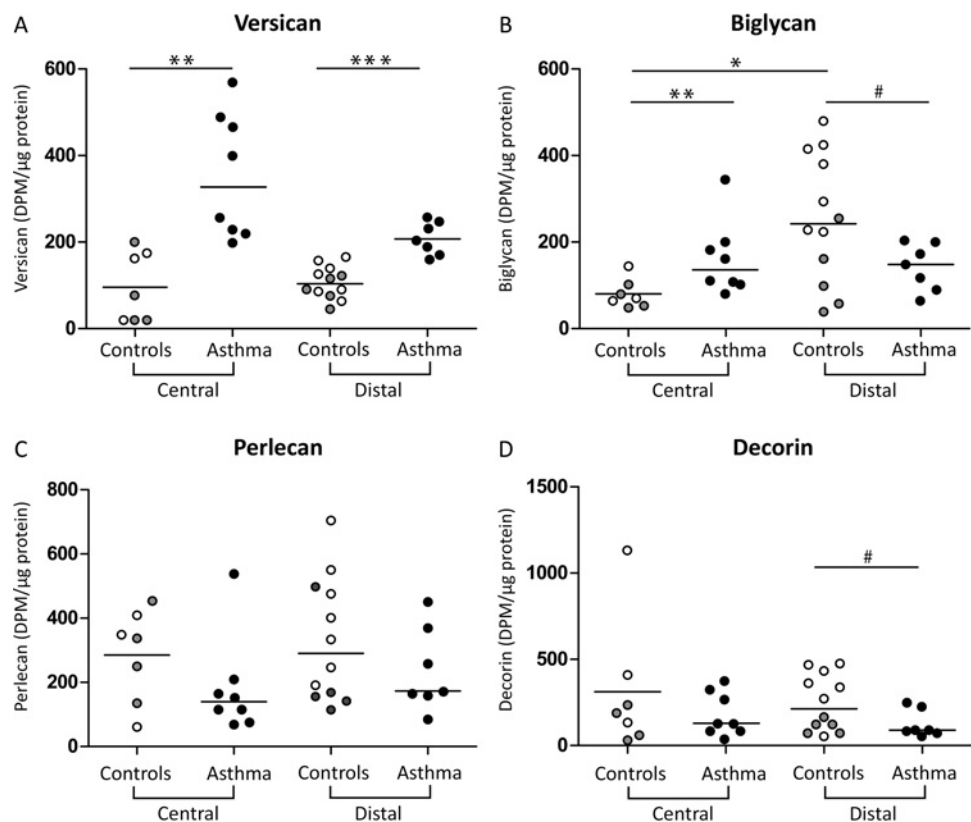 A Versican
Versican (DPM/μg protein)
600
400
200
0
** ***
Controls Asthma Controls Asthma
Central Distal
B Biglycan
Biglycan (DPM/μg protein)
600
400
200
0
*
** #
Controls Asthma Controls Asthma
Central Distal
C Perlecan
Perlecan (DPM/μg protein)
800
600
400
200
0
Controls Asthma Controls Asthma
Central Distal
D Decorin
Decorin (DPM/μg protein)
1500
1000
500
0
#
Controls Asthma Controls Asthma
Central Distal